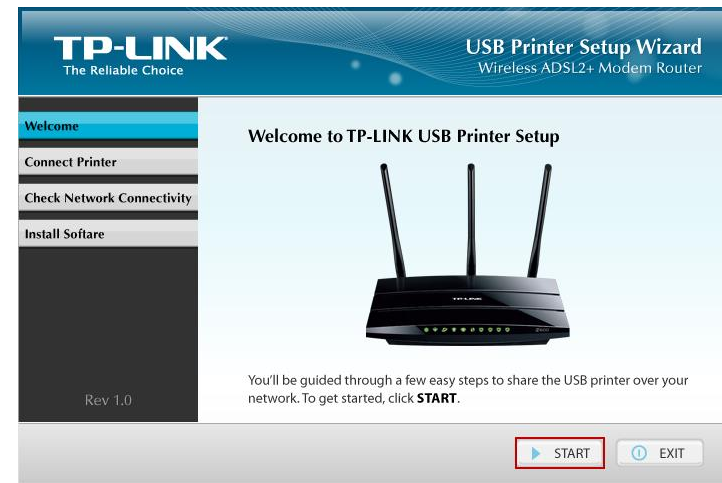 TP-LINK
The Reliable Choice
USB Printer Setup Wizard
Wireless ADSL2+ Modem Router
Welcome
Connect Printer
Check Network Connectivity
Install Softare
Rev 1.0
Welcome to TP-LINK USB Printer Setup
TP-LINK
You'll be guided through a few easy steps to share the USB printer over your
network. To get started, click START.
START
EXIT